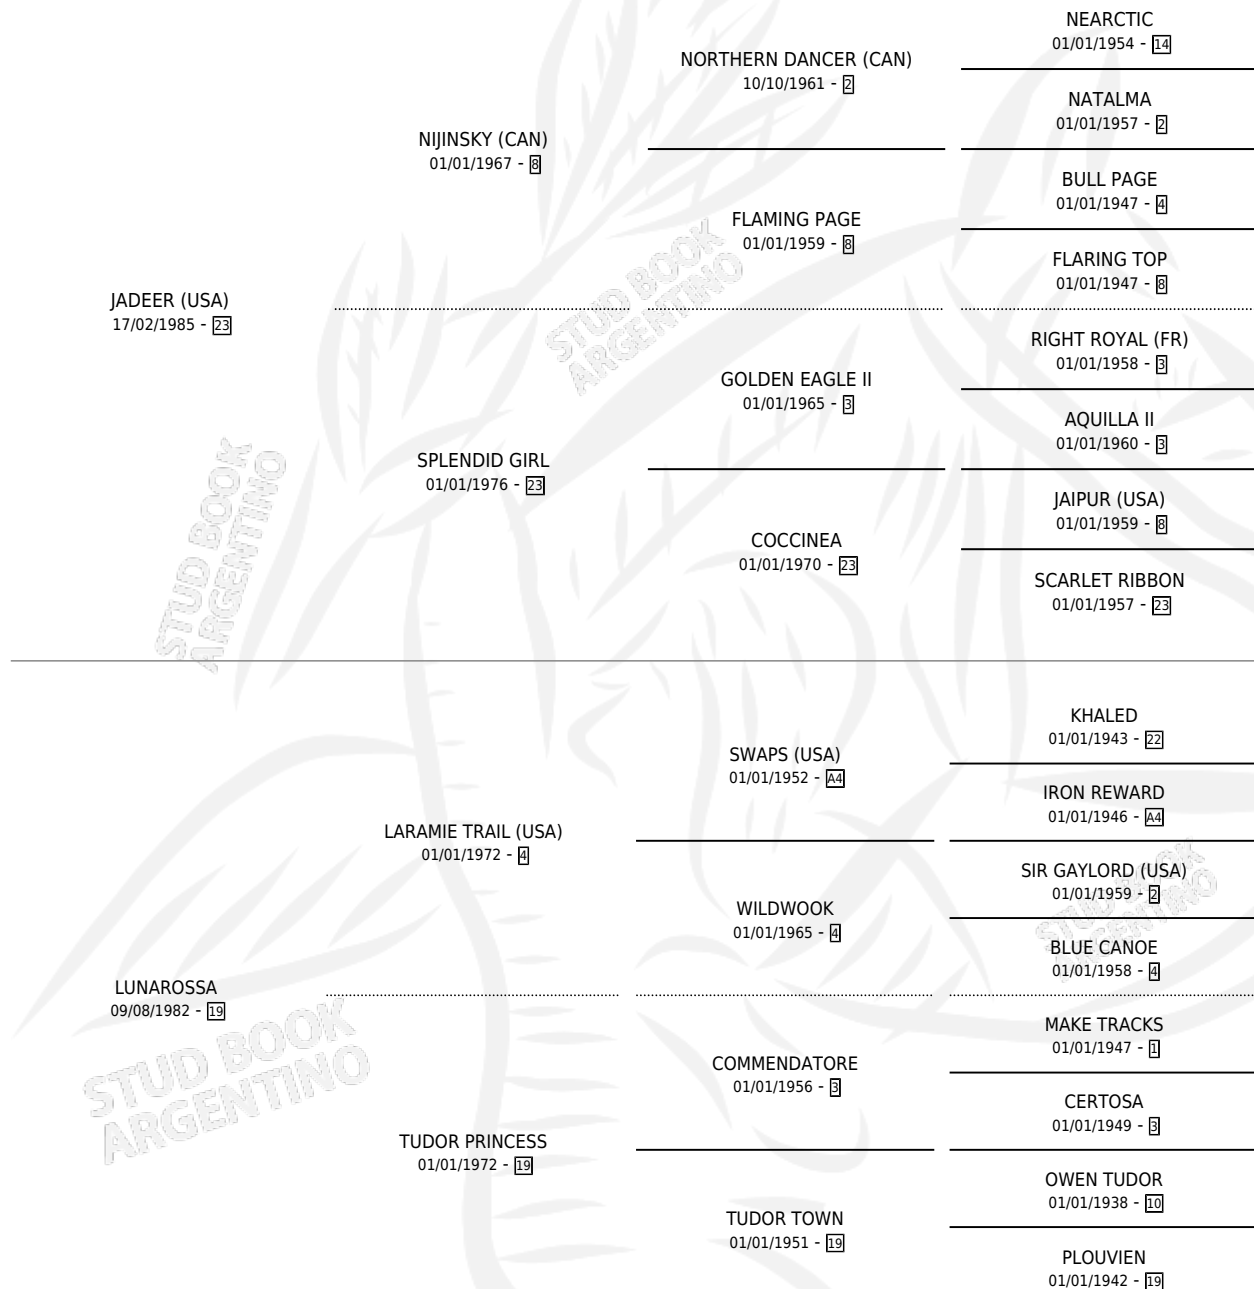 NEARCTIC
01/01/1954 - 14
NORTHERN DANCER (CAN)
10/10/1961 - 2
NATALMA
01/01/1957 - 2
NIJINSKY (CAN)
01/01/1967 - 8
BULL PAGE
01/01/1947 - 4
FLAMING PAGE
01/01/1959 - 8
FLARING TOP
01/01/1947 - 8
JADEER (USA)
17/02/1985 - 23
STUD BOOK
ARGENTINO
RIGHT ROYAL (FR)
01/01/1958 - 3
GOLDEN EAGLE II
01/01/1965 - 3
AQUILLA II
01/01/1960 - 3
SPLENDID GIRL
01/01/1976 - 23
JAIPUR (USA)
01/01/1959 - 8
COCCINEA
01/01/1970 - 23
SCARLET RIBBON
01/01/1957 - 23
STUD BOOK
ARGENTINO
KHALED
01/01/1943 - 22
SWAPS (USA)
01/01/1952 - A4
IRON REWARD
01/01/1946 - A4
LARAMIE TRAIL (USA)
01/01/1972 - 4
SIR GAYLORD (USA)
01/01/1959 - 2
WILDWOOK
01/01/1965 - 4
STUD BOOK
ARGENTINO
BLUE CANOE
01/01/1958 - 4
LUNAROSSA
09/08/1982 - 19
STUD BOOK
ARGENTINO
MAKE TRACKS
01/01/1947 - 1
COMMENDATORE
01/01/1956 - 3
CERTOSA
01/01/1949 - 3
TUDOR PRINCESS
01/01/1972 - 19
OWEN TUDOR
01/01/1938 - 10
TUDOR TOWN
01/01/1951 - 19
PLOUVIEN
01/01/1942 - 19